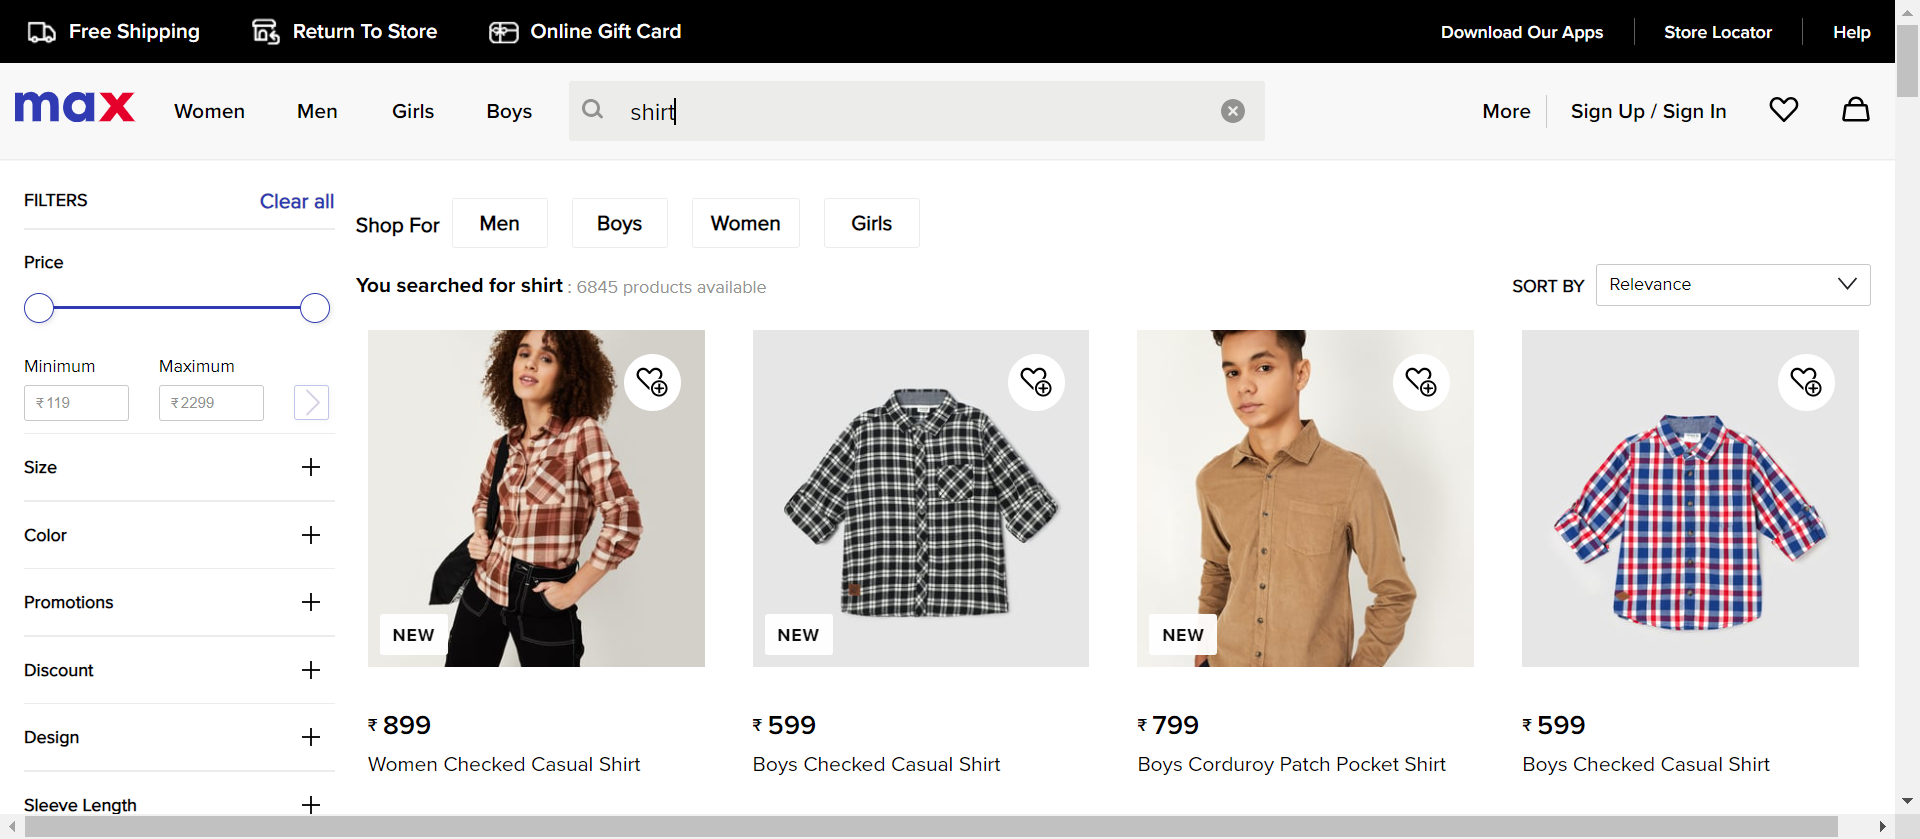 Free Shipping Return To Store Online Gift Card Download Our Apps Store Locator Help
max Women Men Girls Boys shirt More Sign Up / Sign In
FILTERS Clear all
Shop For Men Boys Women Girls
Price
You searched for shirt : 6845 products available SORT BY Relevance
Minimum Maximum
₹119 ₹2299
Size
Color
Promotions
NEW NEW NEW
Discount
₹ 899 ₹ 599 ₹ 799 ₹ 599
Design
Women Checked Casual Shirt Boys Checked Casual Shirt Boys Corduroy Patch Pocket Shirt Boys Checked Casual Shirt
Sleeve Length